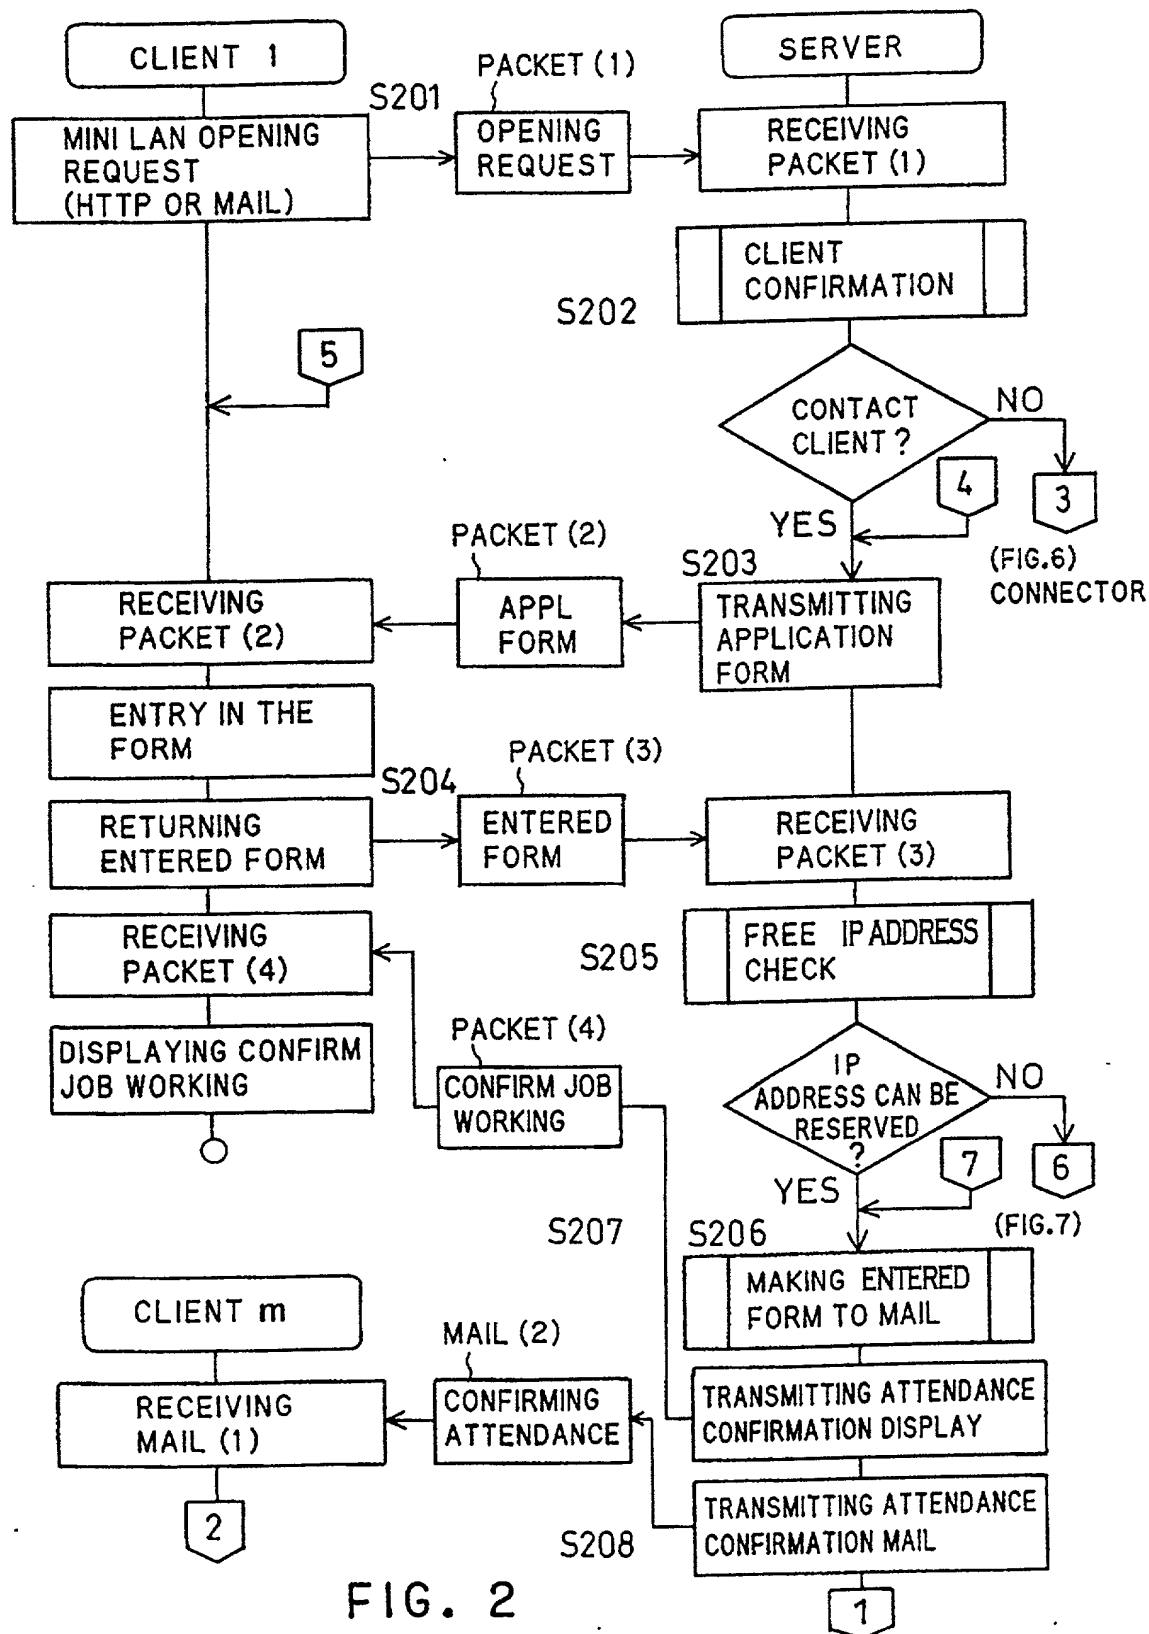 CLIENT 1
SERVER
PACKET (1)
S201
MINI LAN OPENING
REQUEST
(HTTP OR MAIL)
OPENING
REQUEST
RECEIVING
PACKET (1)
CLIENT
CONFIRMATION
S202
5
CONTACT
CLIENT?
NO
4
3
YES
(FIG.6)
CONNECTOR
PACKET (2)
S203
RECEIVING
PACKET (2)
APPL
FORM
TRANSMITTING
APPLICATION
FORM
ENTRY IN THE
FORM
PACKET (3)
S204
RETURNING
ENTERED FORM
ENTERED
FORM
RECEIVING
PACKET (3)
RECEIVING
PACKET (4)
S205
FREE IP ADDRESS
CHECK
PACKET (4)
DISPLAYING CONFIRM
JOB WORKING
CONFIRM JOB
WORKING
IP
ADDRESS CAN BE
RESERVED
?
NO
7
6
YES
(FIG.7)
S207
S206
MAKING ENTERED
FORM TO MAIL
CLIENT m
MAIL (2)
RECEIVING
MAIL (1)
CONFIRMING
ATTENDANCE
TRANSMITTING ATTENDANCE
CONFIRMATION DISPLAY
2
S208
TRANSMITTING ATTENDANCE
CONFIRMATION MAIL
1
FIG. 2